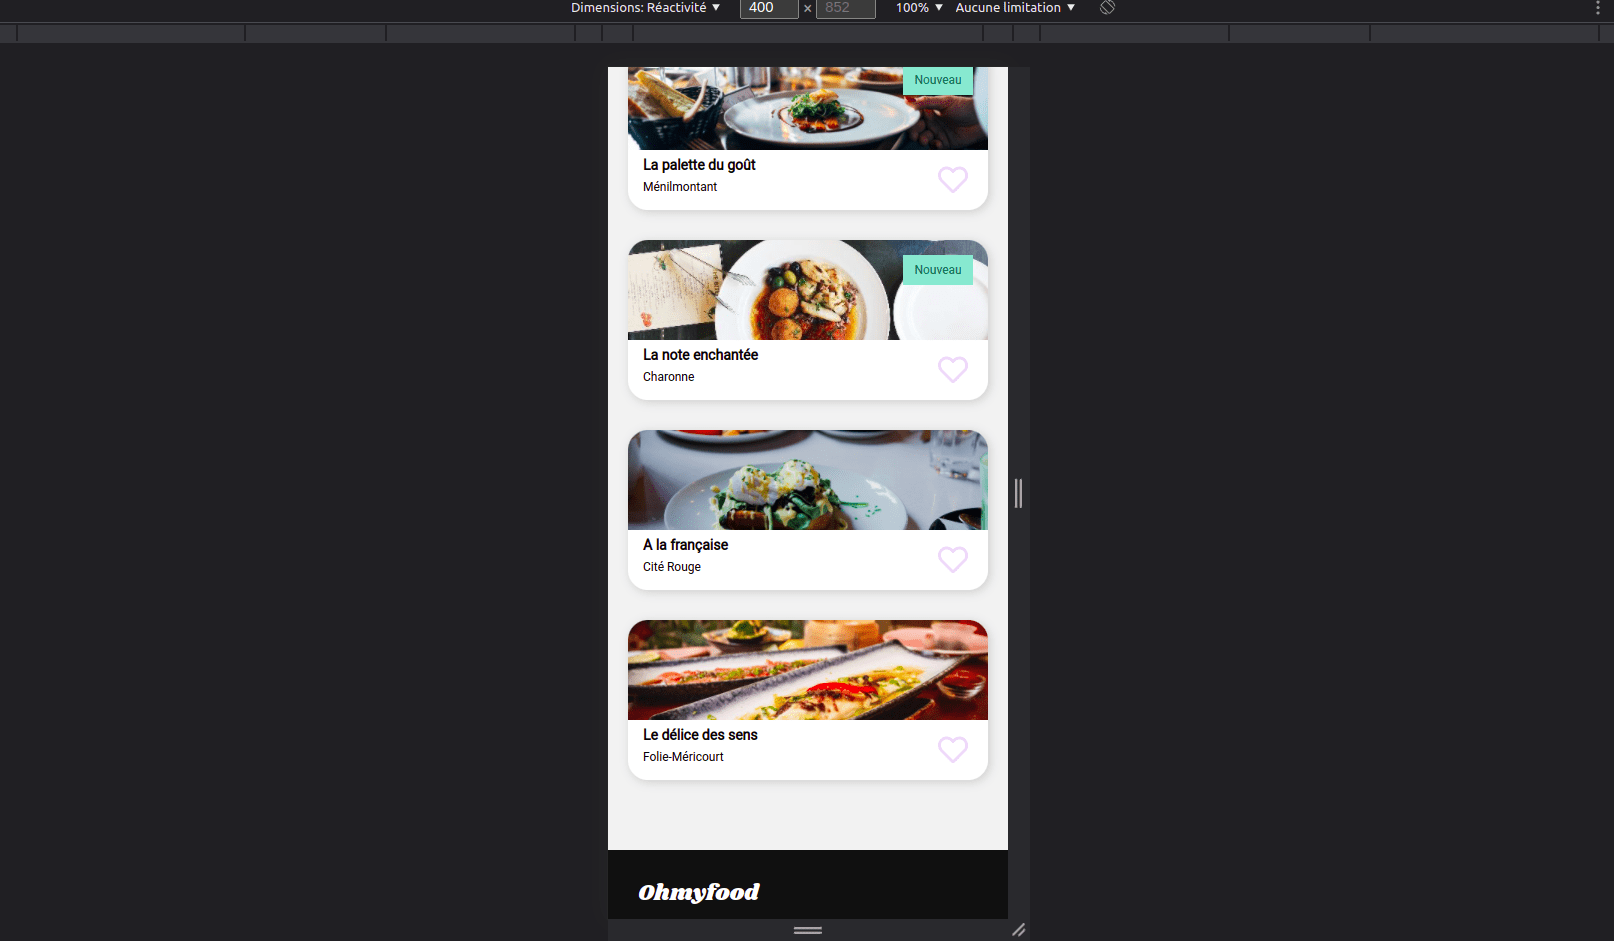 Dimensions: Réactivité ▼ 400 × 852 100% ▼ Aucune limitation ▼
Nouveau
La palette du goût
Ménilmontant
Nouveau
La note enchantée
Charonne
A la française
Cité Rouge
Le délice des sens
Folie-Méricourt
Ohmyfood